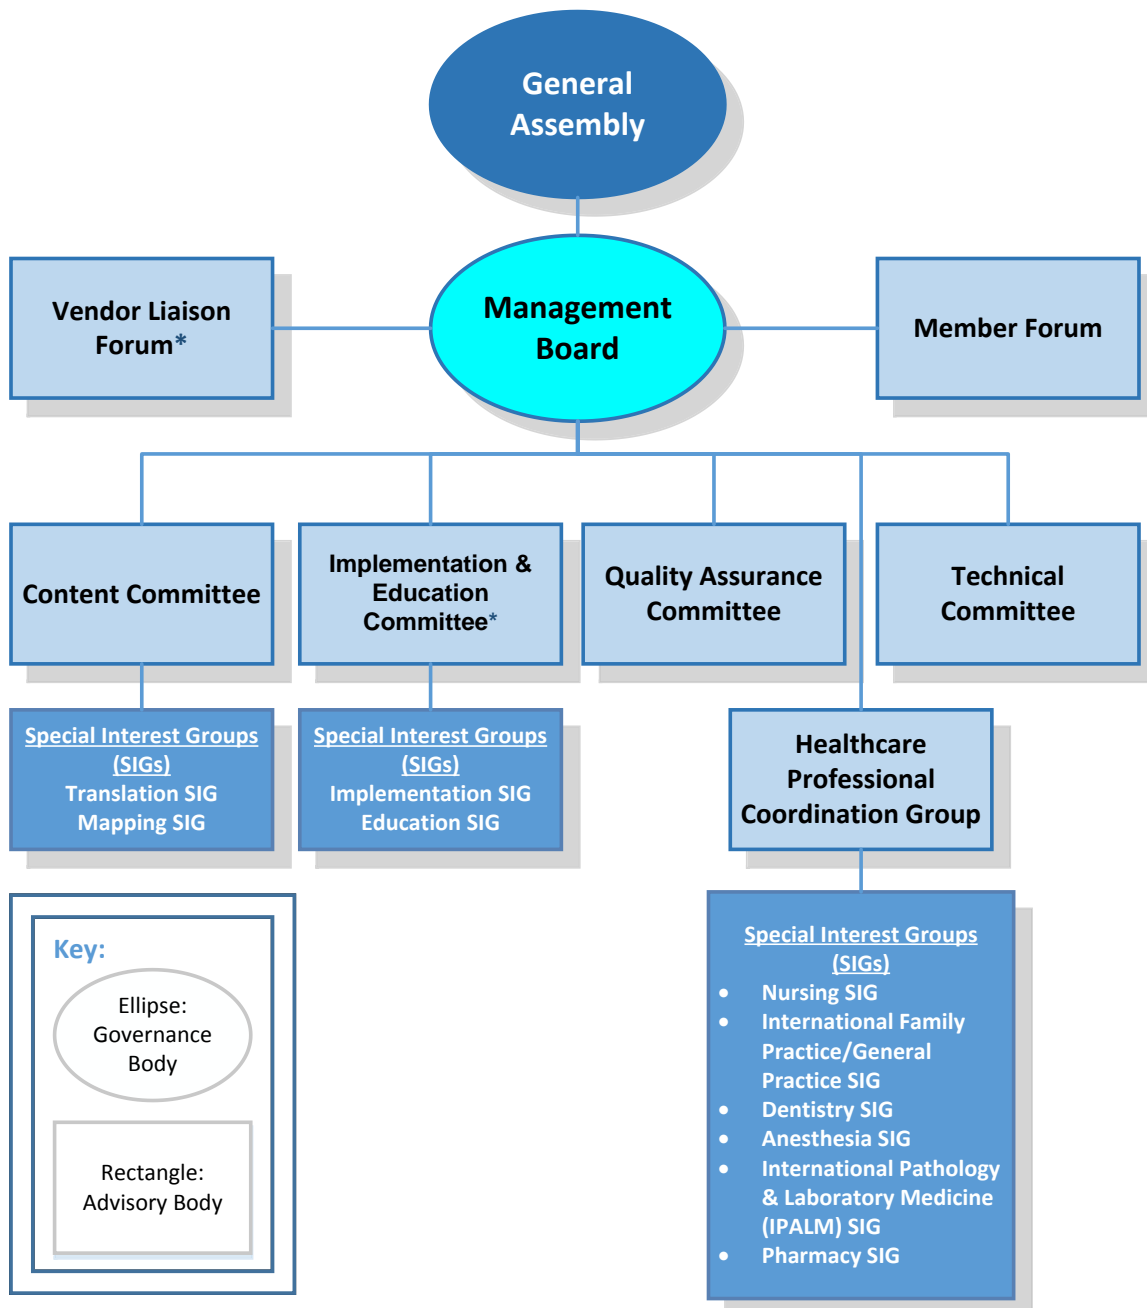 General
Assembly
Vendor Liaison
Forum*
Management
Board
Member Forum
Content Committee
Implementation &
Education
Committee*
Quality Assurance
Committee
Technical
Committee
Special Interest Groups
(SIGs)
Translation SIG
Mapping SIG
Special Interest Groups
(SIGs)
Implementation SIG
Education SIG
Healthcare
Professional
Coordination Group
Key:
Ellipse:
Governance
Body
Rectangle:
Advisory Body
Special Interest Groups
(SIGs)
• Nursing SIG
• International Family
Practice/General
Practice SIG
• Dentistry SIG
• Anesthesia SIG
• International Pathology
& Laboratory Medicine
(IPALM) SIG
• Pharmacy SIG